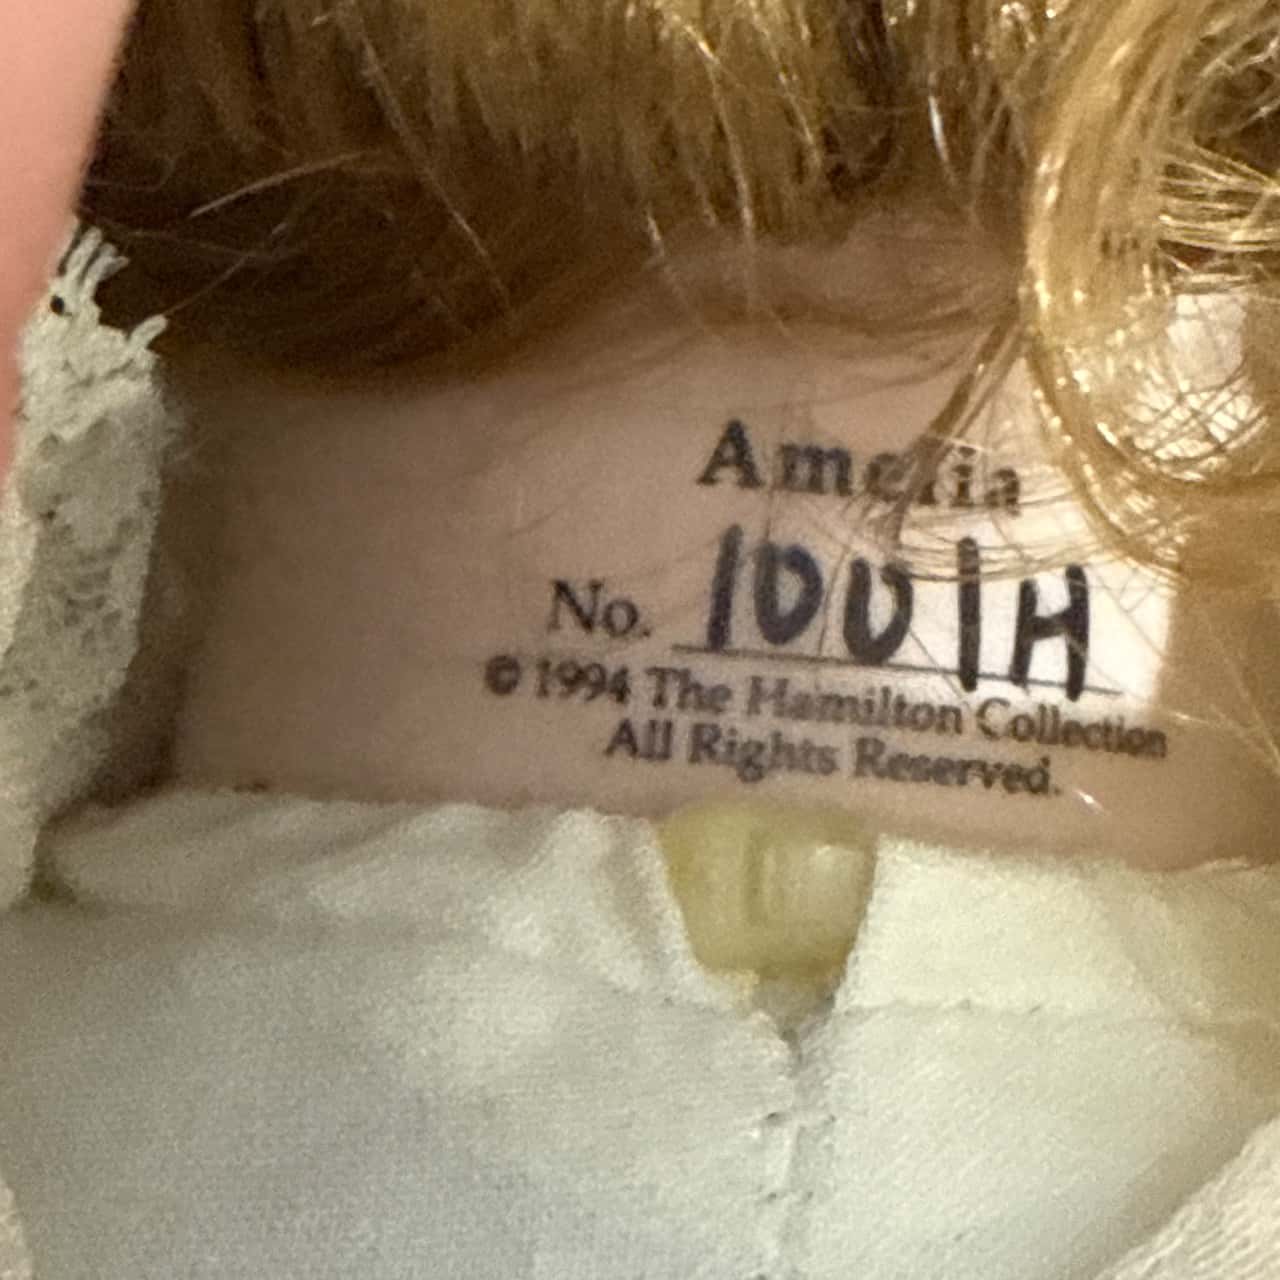 Amelia
No. 1001H
© 1994 The Hamilton Collection
All Rights Reserved.